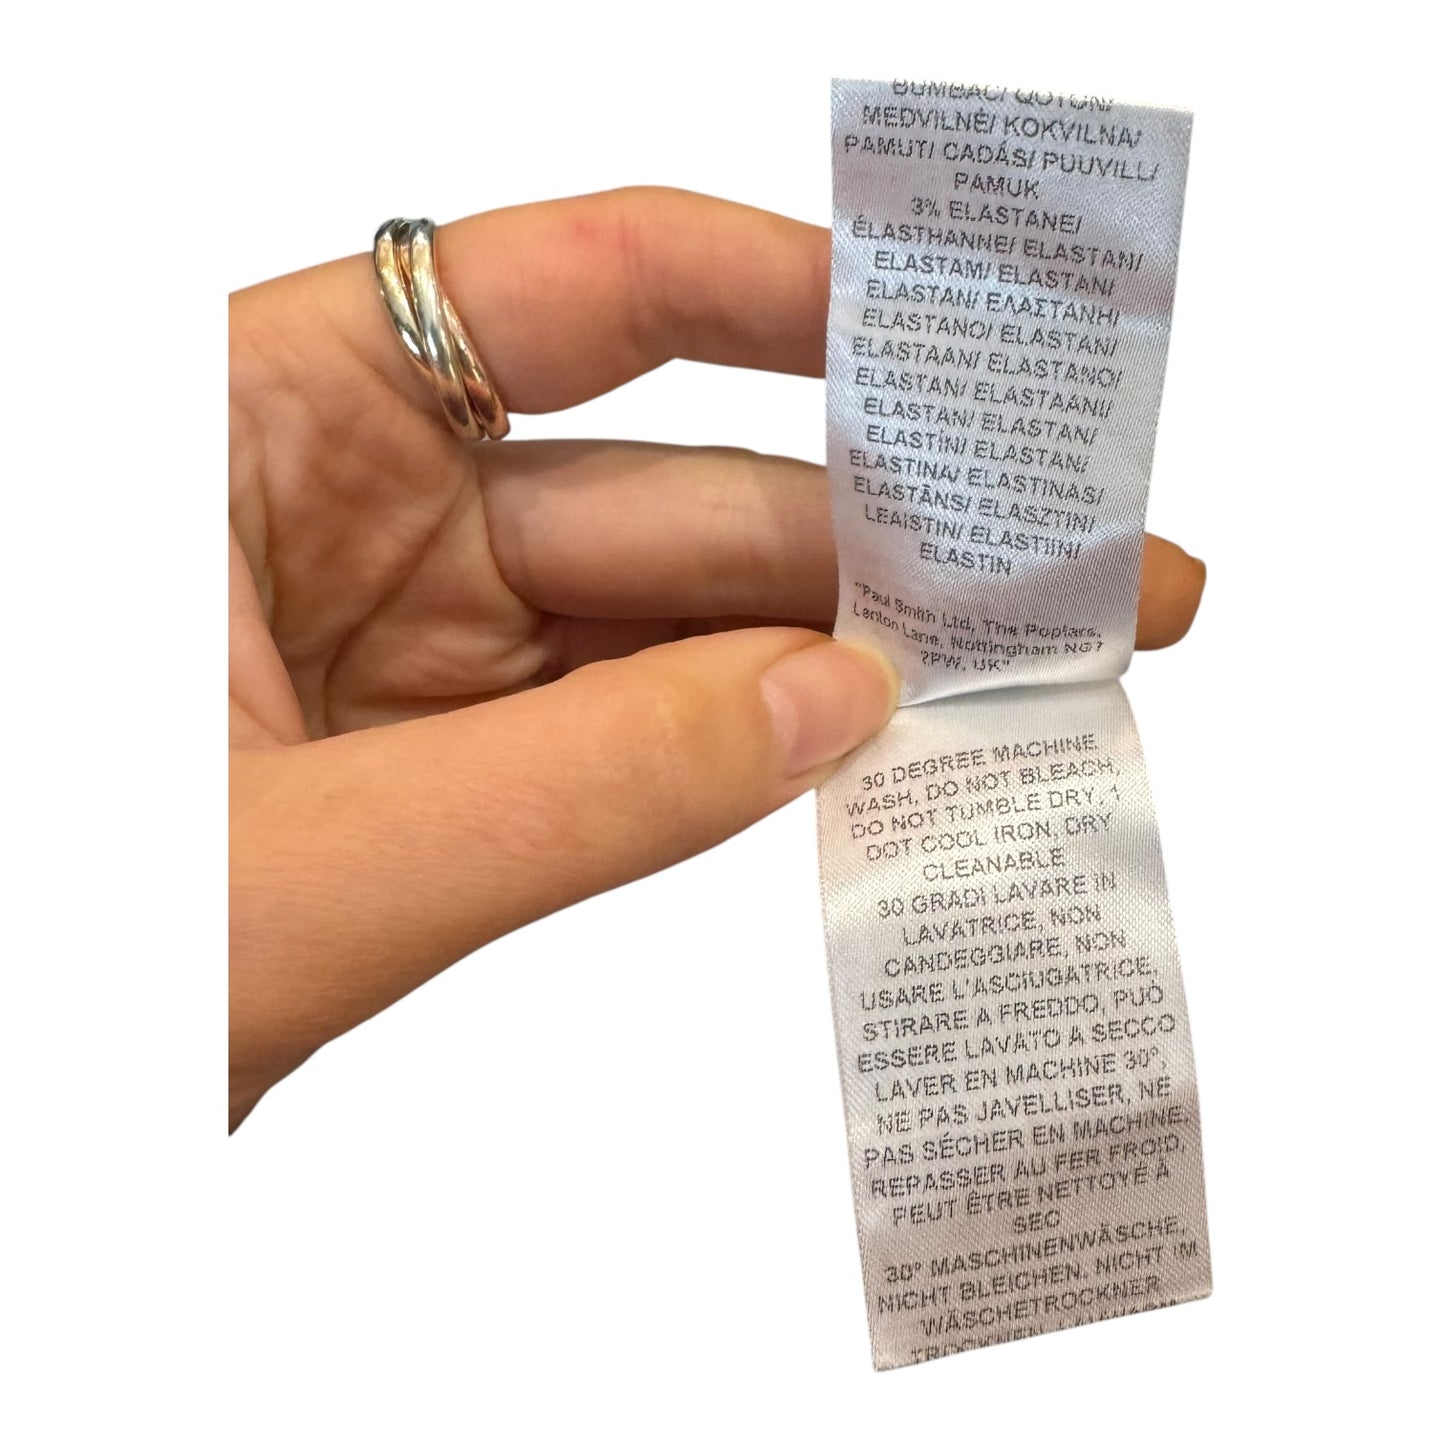 BUMBAC/ QOTON/
MEDVILNĖ/ KOKVILNA/
PAMUT/ CADÁS/ PUUVILL/
PAMUK
3% ELASTANE/
ÉLASTHANNE/ ELASTAN/
ELASTAM/ ELASTAN/
ELASTAN/ ΕΛΑΣΤΑΝΗ/
ELASTANO/ ELASTAN/
ELASTAAN/ ELASTANO/
ELASTAN/ ELASTAANI/
ELASTAN/ ELASTAN/
ELASTIN/ ELASTAN/
ELASTINA/ ELASTINAS/
ELASTĀNS/ ELASZTIN/
LEAISTIN/ ELASTIIN/
ELASTIN
"Paul Smith Ltd, The Poplars,
Lenton Lane, Nottingham NG7
2PW, UK"
30 DEGREE MACHINE
WASH, DO NOT BLEACH,
DO NOT TUMBLE DRY, 1
DOT COOL IRON, DRY
CLEANABLE
30 GRADI LAVARE IN
LAVATRICE, NON
CANDEGGIARE, NON
USARE L'ASCIUGATRICE,
STIRARE A FREDDO, PUÒ
ESSERE LAVATO A SECCO
LAVER EN MACHINE 30°,
NE PAS JAVELLISER, NE
PAS SÉCHER EN MACHINE,
REPASSER AU FER FROID,
PEUT ÊTRE NETTOYÉ À
SEC
30° MASCHINENWÄSCHE,
NICHT BLEICHEN, NICHT IM
WÄSCHETROCKNER